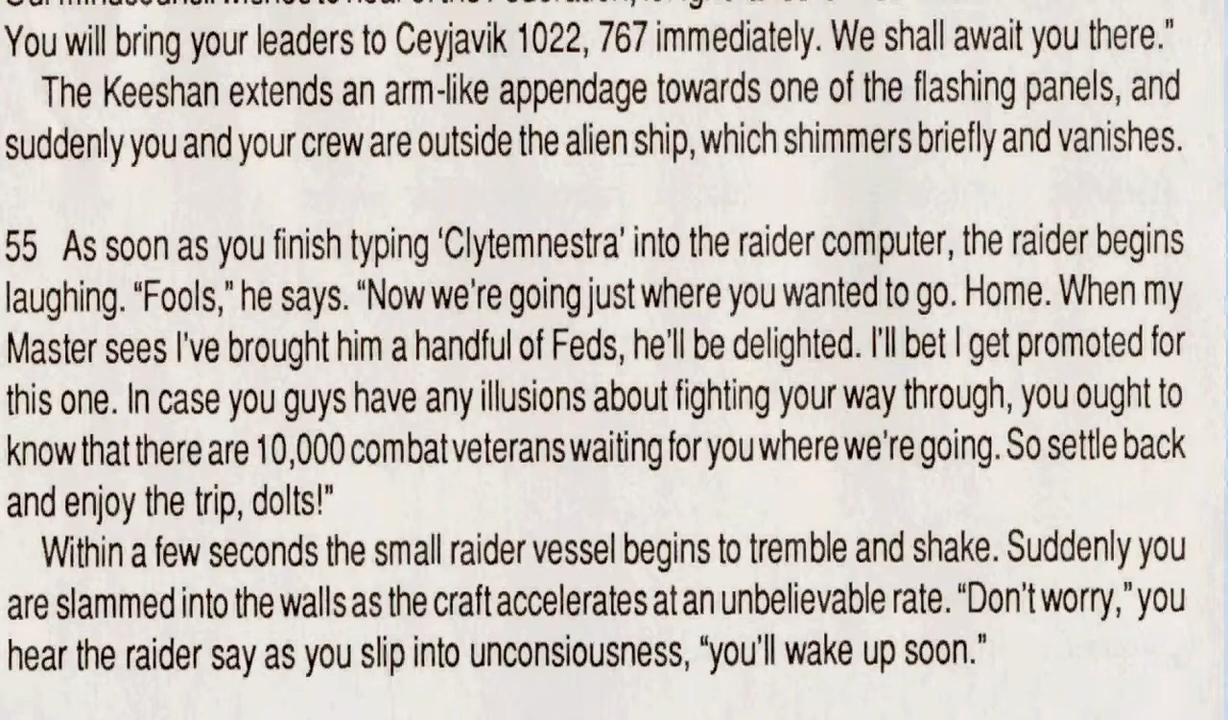 You will bring your leaders to Ceyjavik 1022, 767 immediately. We shall await you there."
The Keeshan extends an arm-like appendage towards one of the flashing panels, and
suddenly you and your crew are outside the alien ship, which shimmers briefly and vanishes.
55 As soon as you finish typing ‘Clytemnestra’ into the raider computer, the raider begins
laughing. “Fools,” he says. “Now we're going just where you wanted to go. Home. When my
Master sees I've brought him a handful of Feds, he'll be delighted. I'll bet I get promoted for
this one. In case you guys have any illusions about fighting your way through, you ought to
know that there are 10,000 combat veterans waiting for you where we're going. So settle back
and enjoy the trip, dolts!”
Within a few seconds the small raider vessel begins to tremble and shake. Suddenly you
are slammed into the walls as the craft accelerates at an unbelievable rate. “Don't worry,” you
hear the raider say as you slip into unconsiousness, “you'll wake up soon.”